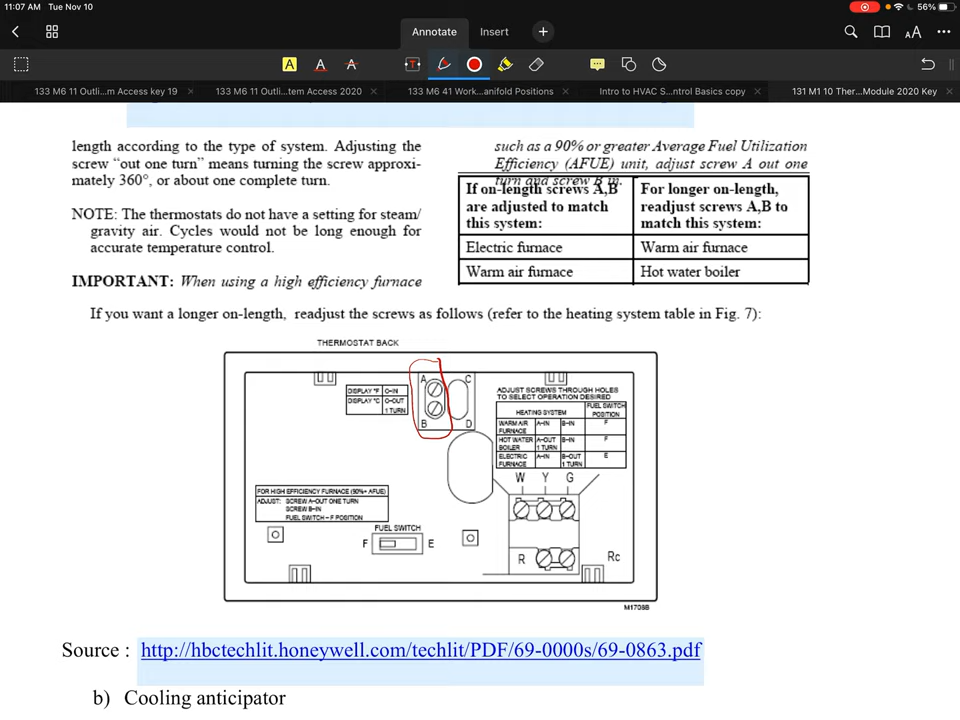 11:07 AM Tue Nov 10
56%
Annotate Insert
133 M6 11 Outli...m Access key 19
133 M6 11 Outli...tem Access 2020
133 M6 41 Work...anifold Positions
Intro to HVAC S...ntrol Basics copy
131 M1 10 Ther...Module 2020 Key
length according to the type of system. Adjusting the
screw “out one turn” means turning the screw approxi-
mately 360°, or about one complete turn.
NOTE: The thermostats do not have a setting for steam/
gravity air. Cycles would not be long enough for
accurate temperature control.
IMPORTANT: When using a high efficiency furnace
such as a 90% or greater Average Fuel Utilization
Efficiency (AFUE) unit, adjust screw A out one
turn and screw B in.
If on-length screws A,B
are adjusted to match
this system:
For longer on-length,
readjust screws A,B to
match this system:
Electric furnace
Warm air furnace
Warm air furnace
Hot water boiler
If you want a longer on-length, readjust the screws as follows (refer to the heating system table in Fig. 7):
THERMOSTAT BACK
DISPLAY °F C-IN
DISPLAY °C C-OUT
1 TURN
A C
B D
ADJUST SCREWS THROUGH HOLES
TO SELECT OPERATION DESIRED
HEATING SYSTEM
FUEL SWITCH
POSITION
WARM AIR
FURNACE
A-IN B-IN F
HOT WATER
BOILER
A-OUT
1 TURN
B-IN F
ELECTRIC
FURNACE
A-IN
B-OUT
1 TURN
E
W Y G
FOR HIGH EFFICIENCY FURNACE (90%+ AFUE)
ADJUST: SCREW A-OUT ONE TURN
SCREW B-IN
FUEL SWITCH – F POSITION
FUEL SWITCH
F E
R Rc
M1708B
Source : http://hbctechlit.honeywell.com/techlit/PDF/69-0000s/69-0863.pdf
b) Cooling anticipator